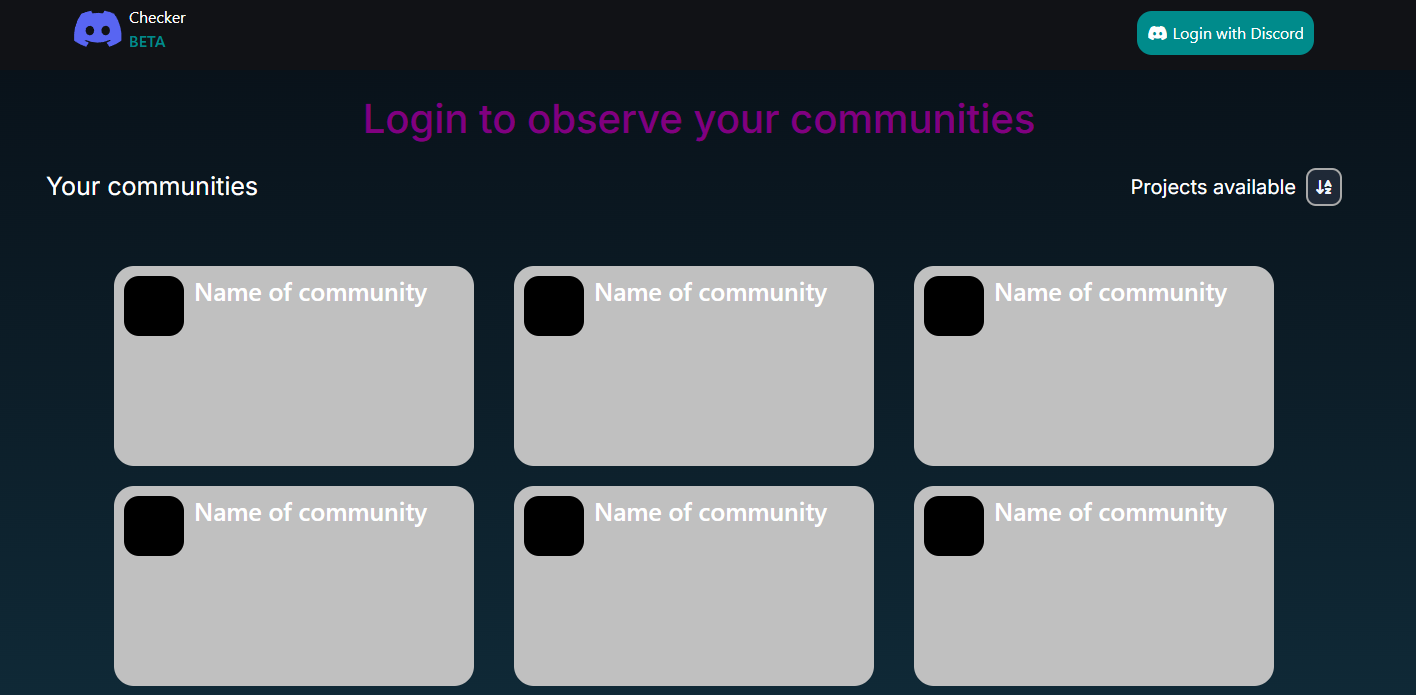 Checker
BETA
Login with Discord
Login to observe your communities
Your communities
Projects available
Name of community
Name of community
Name of community
Name of community
Name of community
Name of community